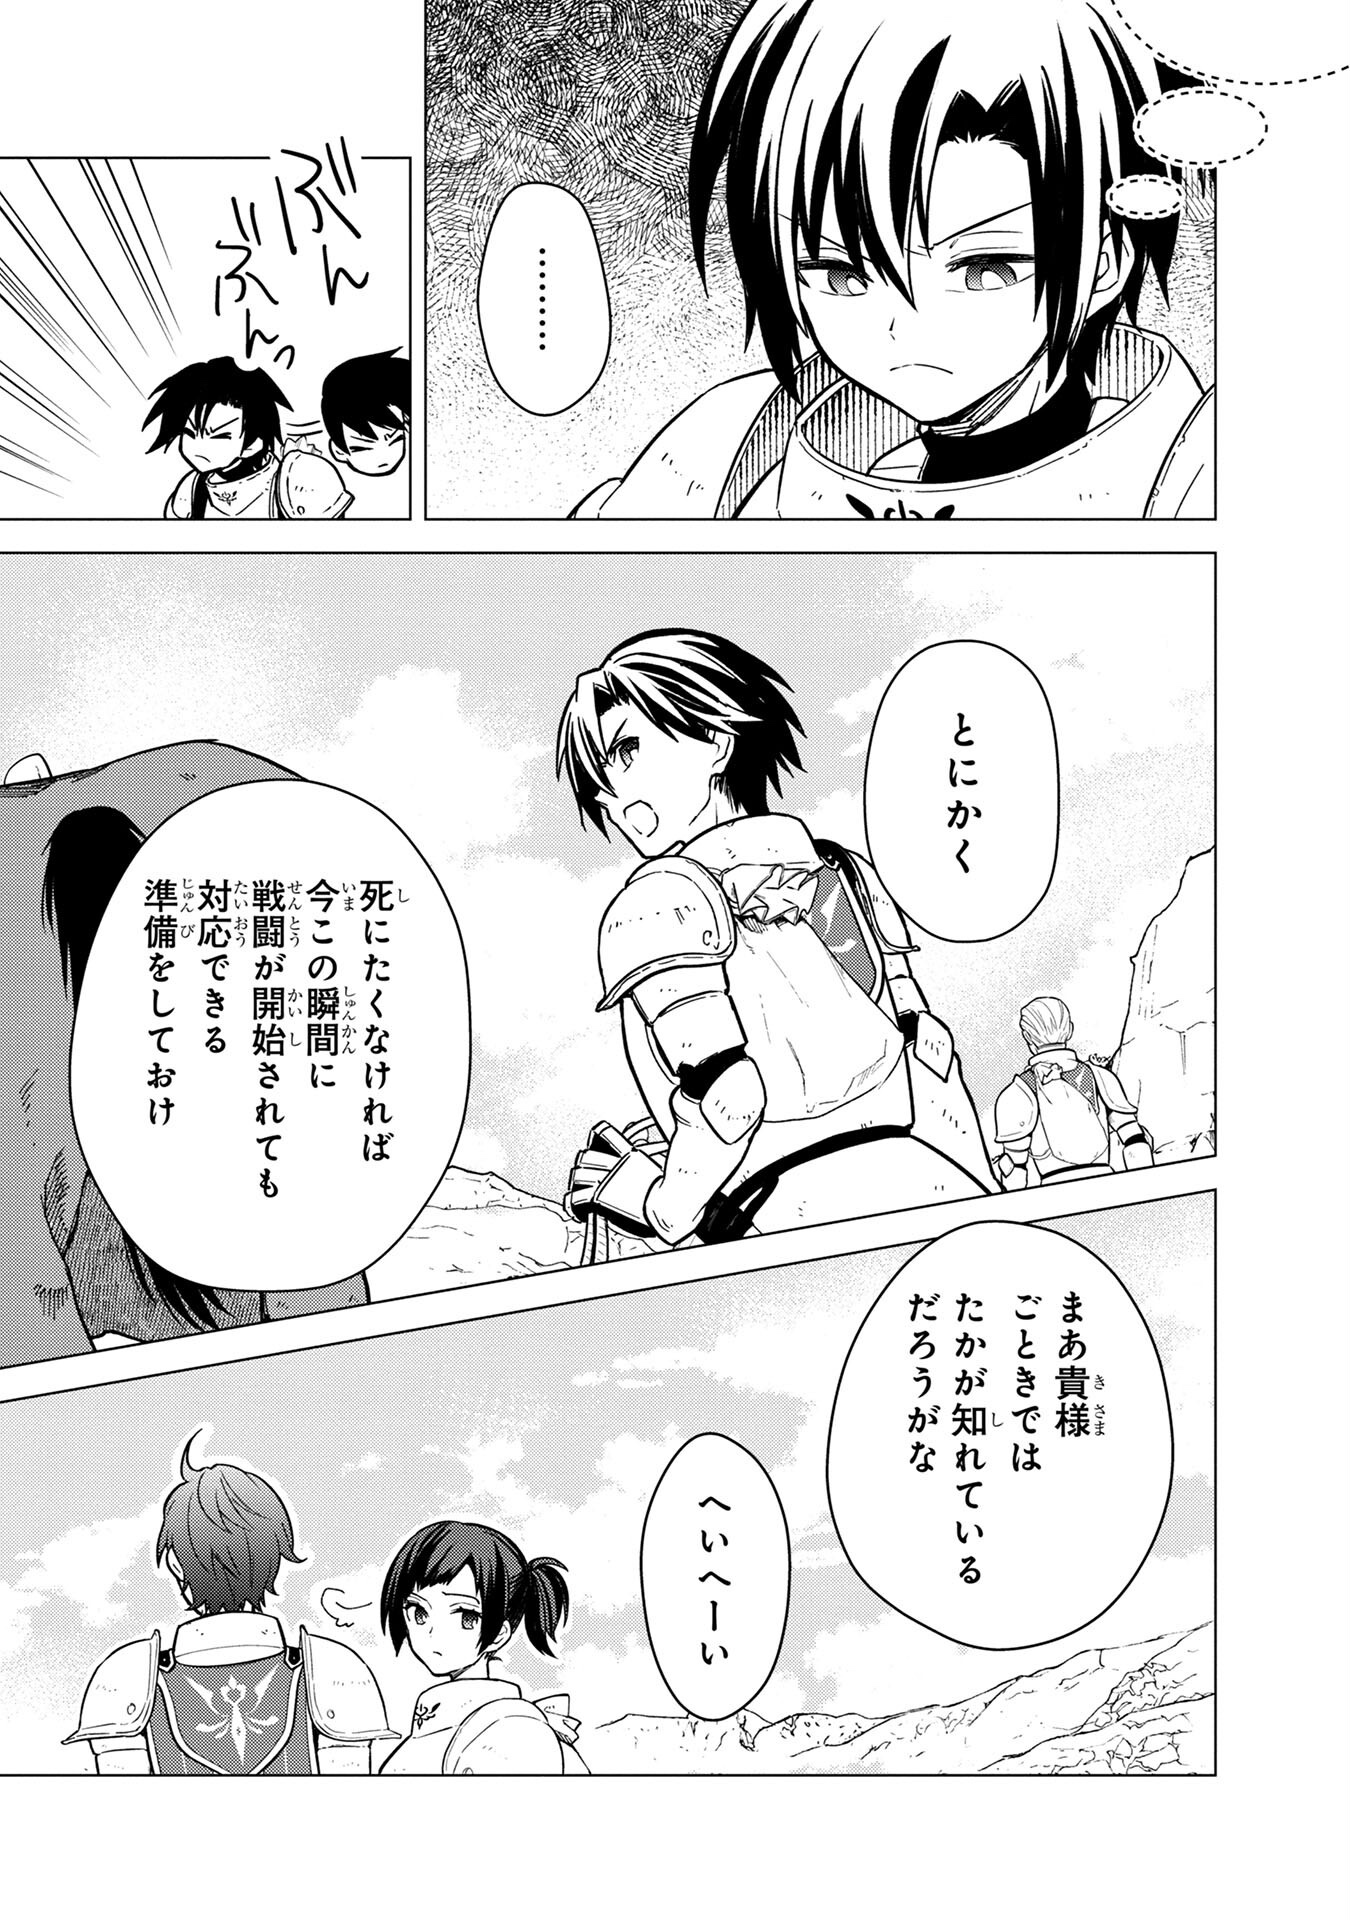 ………
ぶん
ぶんっ
とにかく
死にたくなければ
今この瞬間に
戦闘が開始されても
対応できる
準備をしておけ
まあ貴様
ごときでは
たかが知れている
だろうがな
へいへーい